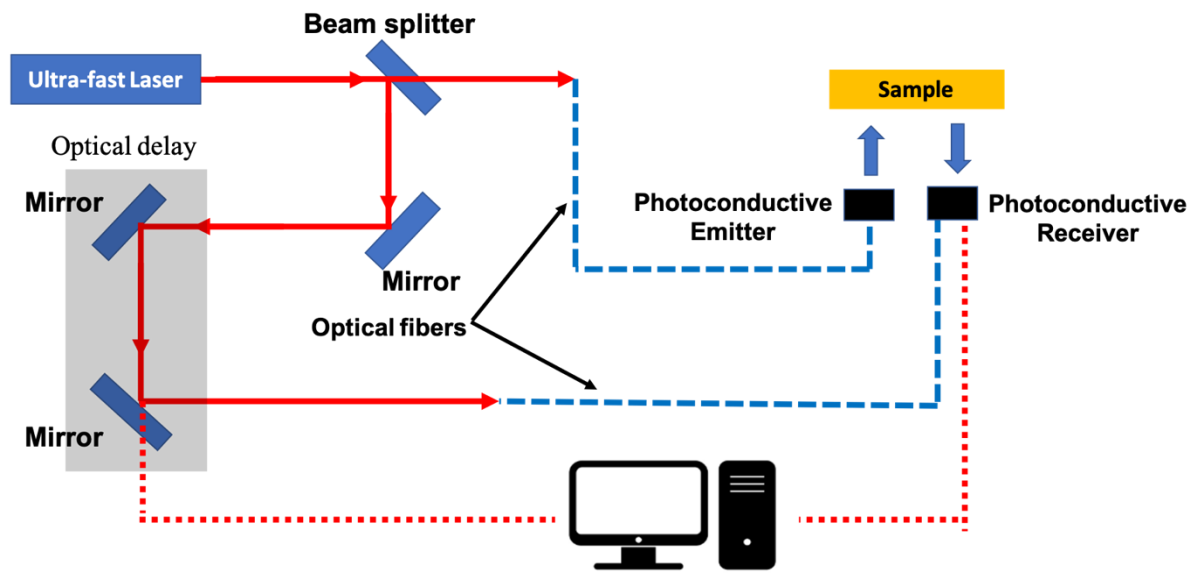 Beam splitter
Ultra-fast Laser
Sample
Optical delay
Mirror
Photoconductive
Emitter
Photoconductive
Receiver
Mirror
Optical fibers
Mirror